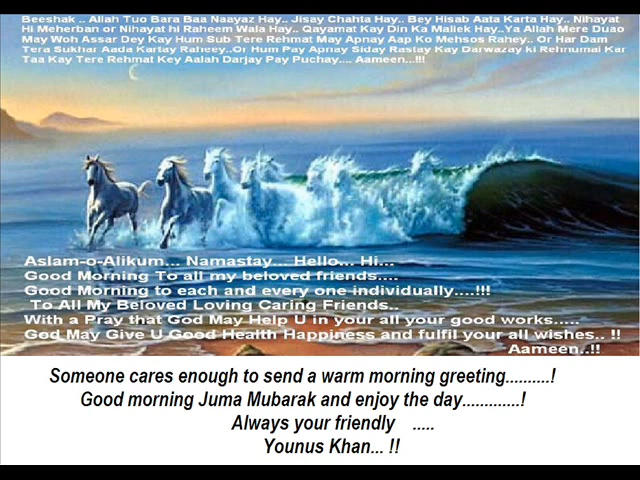 Beeshak .. Allah Tuo Bara Baa Naayaz Hay.. Jisay Chahta Hay.. Bey Hisab Aata Karta Hay.. Nihayat
Hi Meherban or Nihayat hi Raheem Wala Hay.. Qayamat Kay Din Ka Maliek Hay..Ya Allah Mere Duao
May Woh Assar Dey Kay Hum Sub Tere Rehmat May Apnay Aap Ko Mehsos Rahey.. Or Har Dam
Tera Sukhar Aada Kartay Raheey..Or Hum Pay Apnay Siday Rastay Kay Darwazay ki Rehnumai Kar
Taa Kay Tere Rehmat Key Aalah Darjay Pay Puchay.... Aameen...!!!
Aslam-o-Alikum... Namastay... Hello... Hi...
Good Morning To all my beloved friends....
Good Morning to each and every one individually....!!!
To All My Beloved Loving Caring Friends..
With a Pray that God May Help U in your all your good works.....
God May Give U Good Health Happiness and fulfil your all wishes.. !!
Aameen..!!
Someone cares enough to send a warm morning greeting..........!
Good morning Juma Mubarak and enjoy the day.............!
Always your friendly .....
Younus Khan... !!